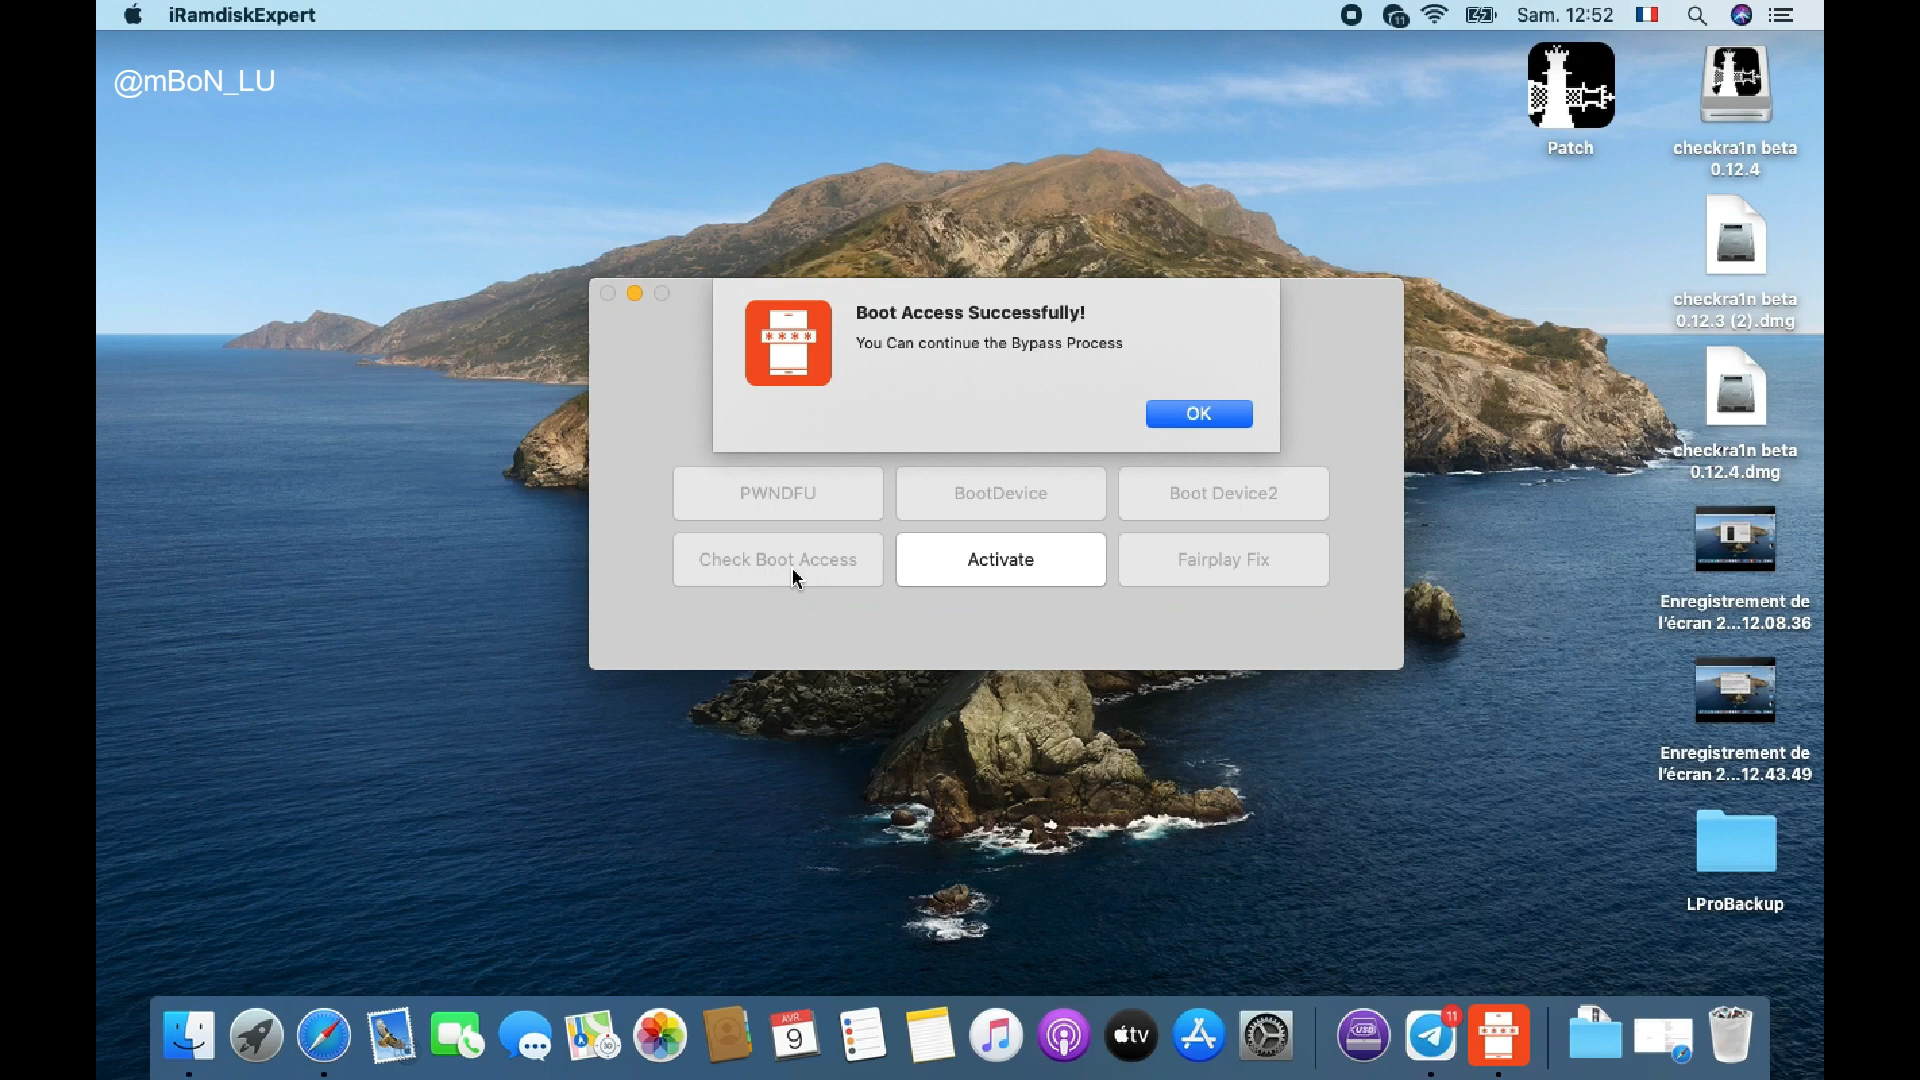 iRamdiskExpert
11
Sam. 12:52
@mBoN_LU
Patch
checkra1n beta
0.12.4
checkra1n beta
0.12.3 (2).dmg
checkra1n beta
0.12.4.dmg
Enregistrement de
l'écran 2...12.08.36
Enregistrement de
l'écran 2...12.43.49
LProBackup
Boot Access Successfully!
You Can continue the Bypass Process
OK
PWNDFU
BootDevice
Boot Device2
Check Boot Access
Activate
Fairplay Fix
AVR.
9
tv
USB
11